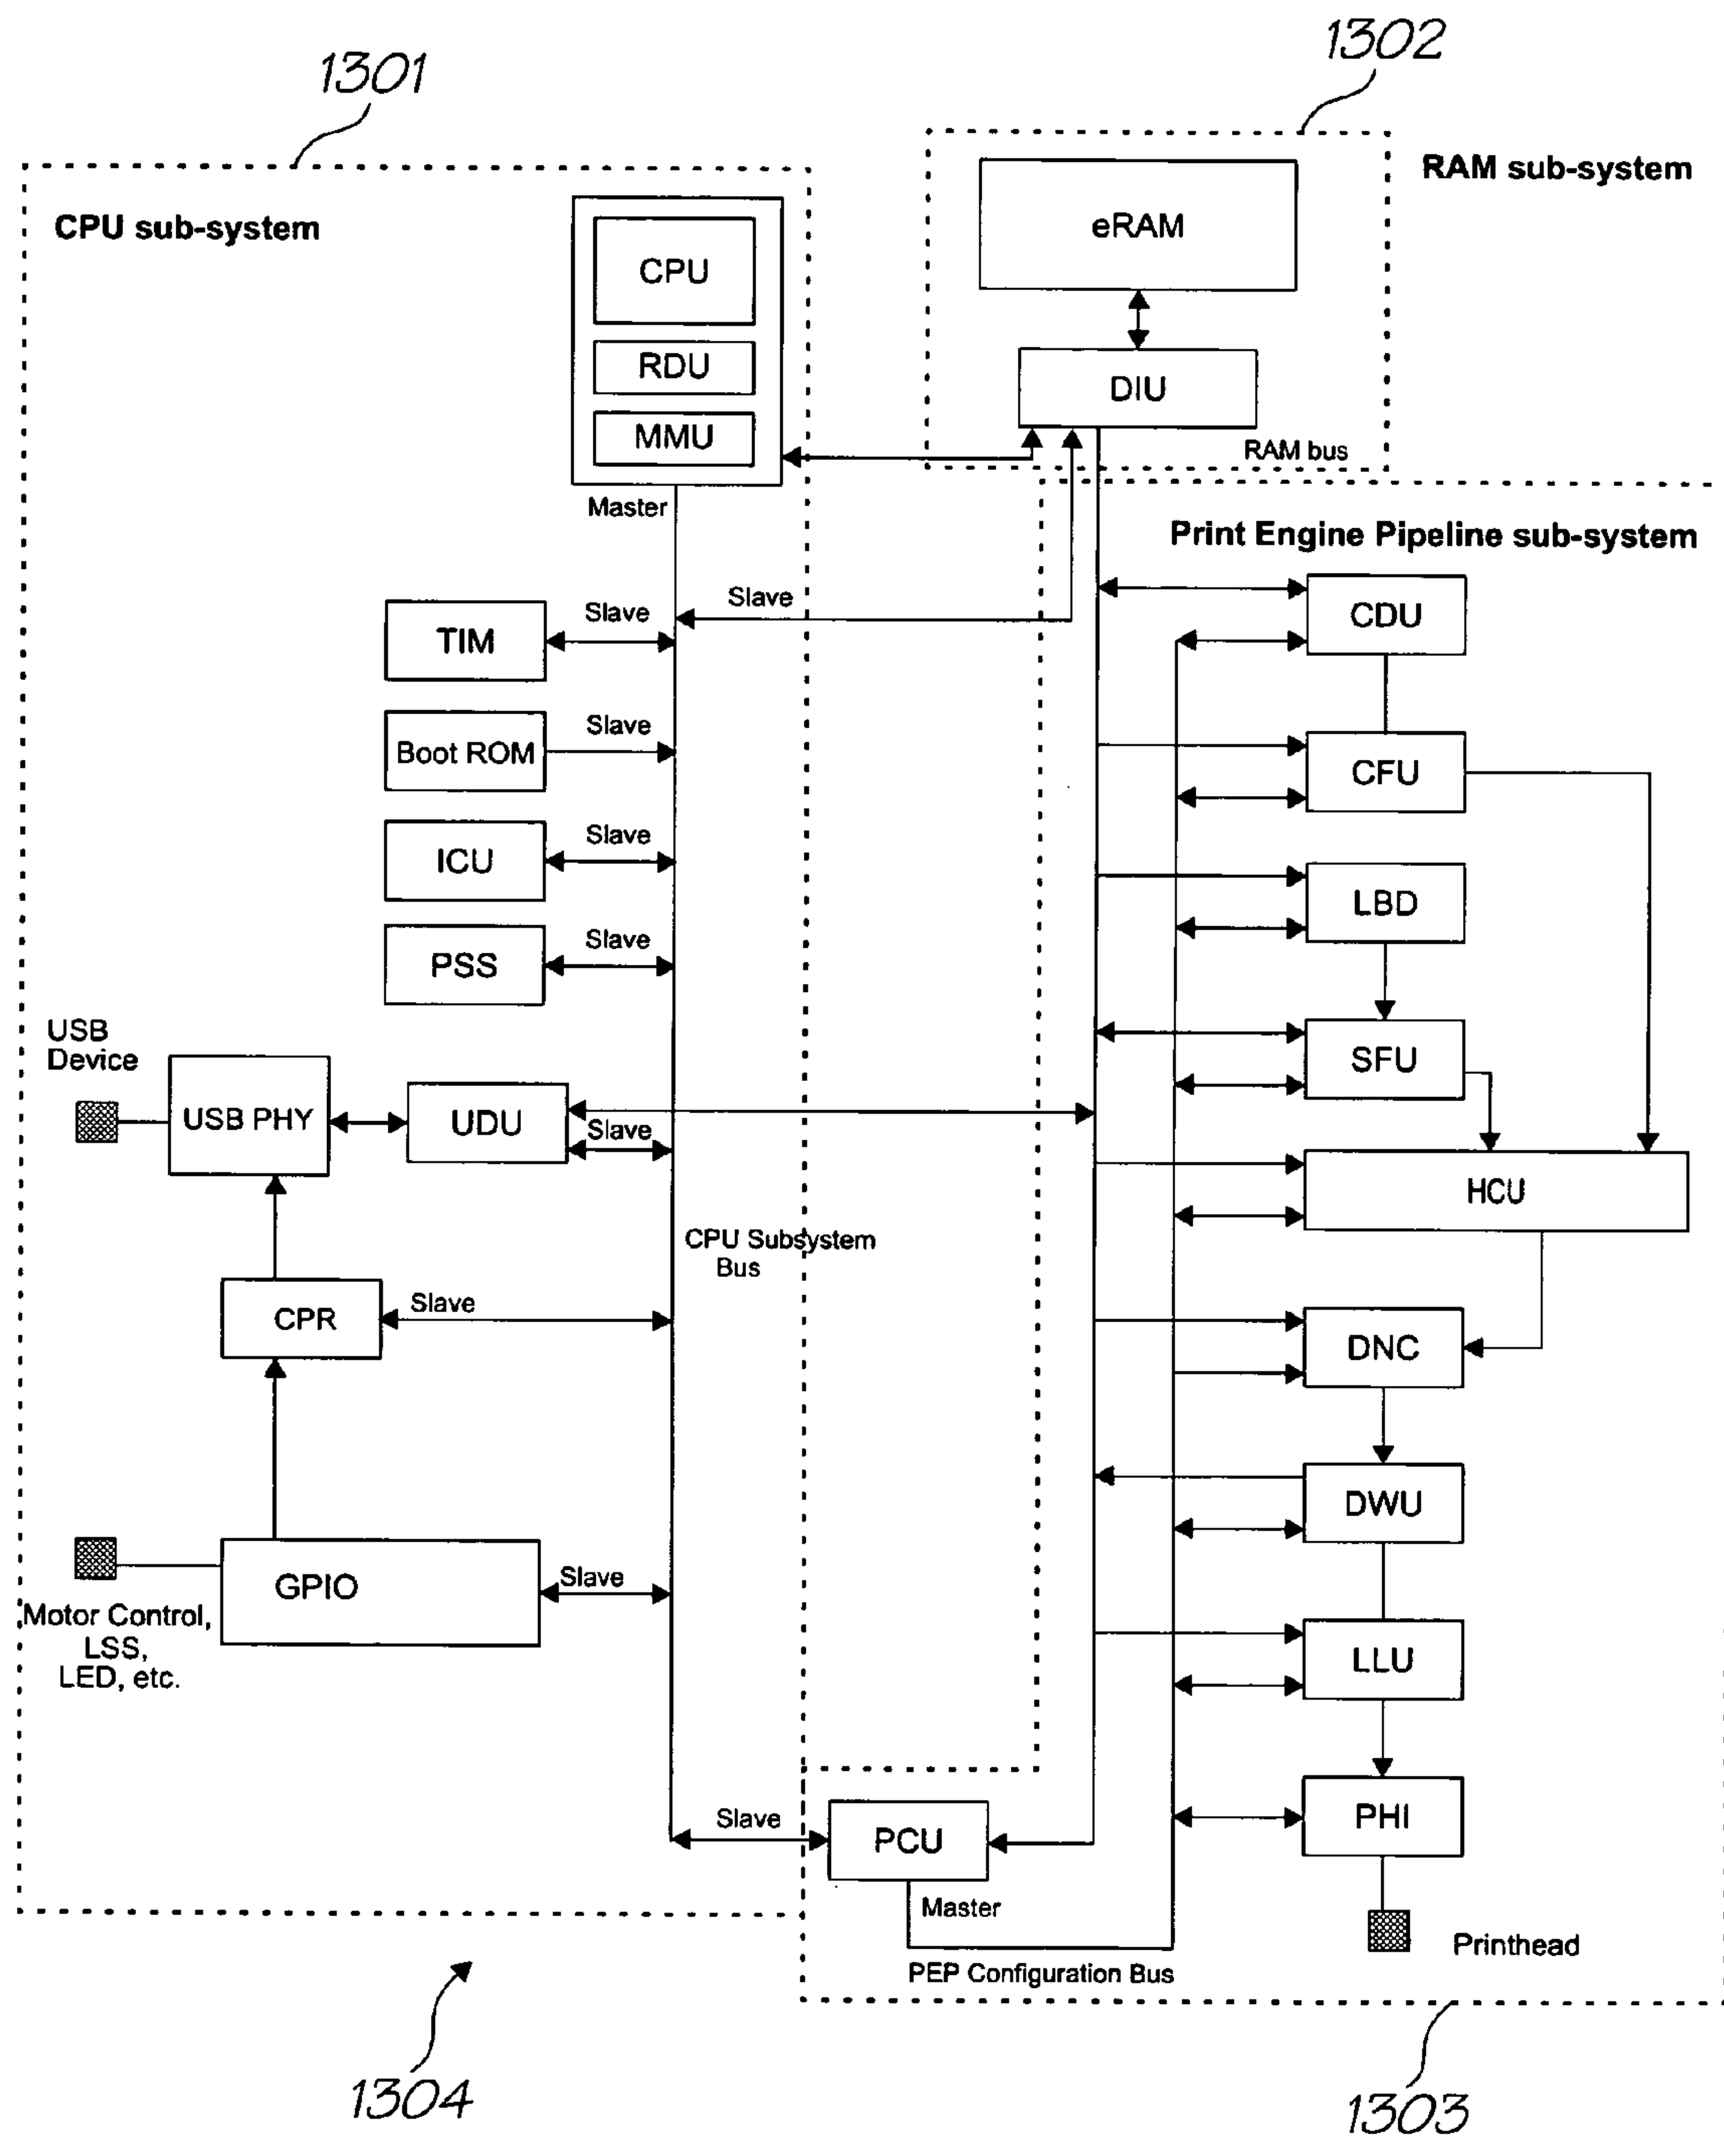 1301
1302
CPU sub-system
RAM sub-system
CPU
RDU
MMU
Master
eRAM
DIU
RAM bus
Print Engine Pipeline sub-system
TIM
Slave
Slave
Boot ROM
Slave
ICU
Slave
PSS
Slave
USB
Device
USB PHY
UDU
Slave
CPU Subsystem
Bus
CPR
Slave
GPIO
Slave
Motor Control,
LSS,
LED, etc.
Slave
PCU
Master
PEP Configuration Bus
CDU
CFU
LBD
SFU
HCU
DNC
DWU
LLU
PHI
Printhead
1304
1303